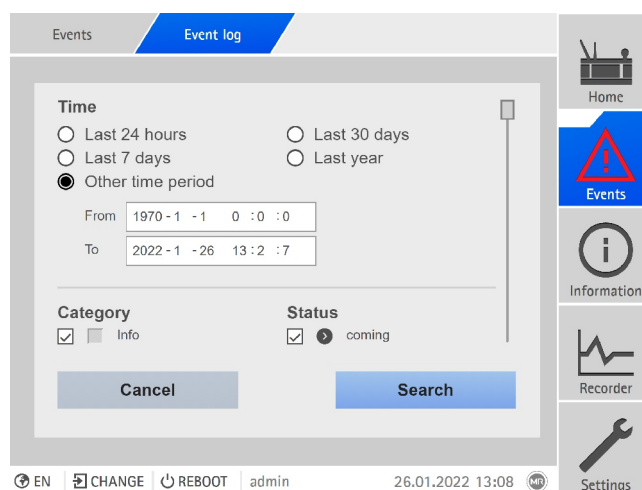 Events Event log
Home
Time
Last 24 hours Last 30 days
Last 7 days Last year
Other time period
From 1970 - 1 - 1 0 : 0 : 0
To 2022 - 1 - 26 13 : 2 : 7
Events
Information
Category Status
Info coming
Cancel Search
Recorder
EN CHANGE REBOOT admin 26.01.2022 13:08 MR
Settings